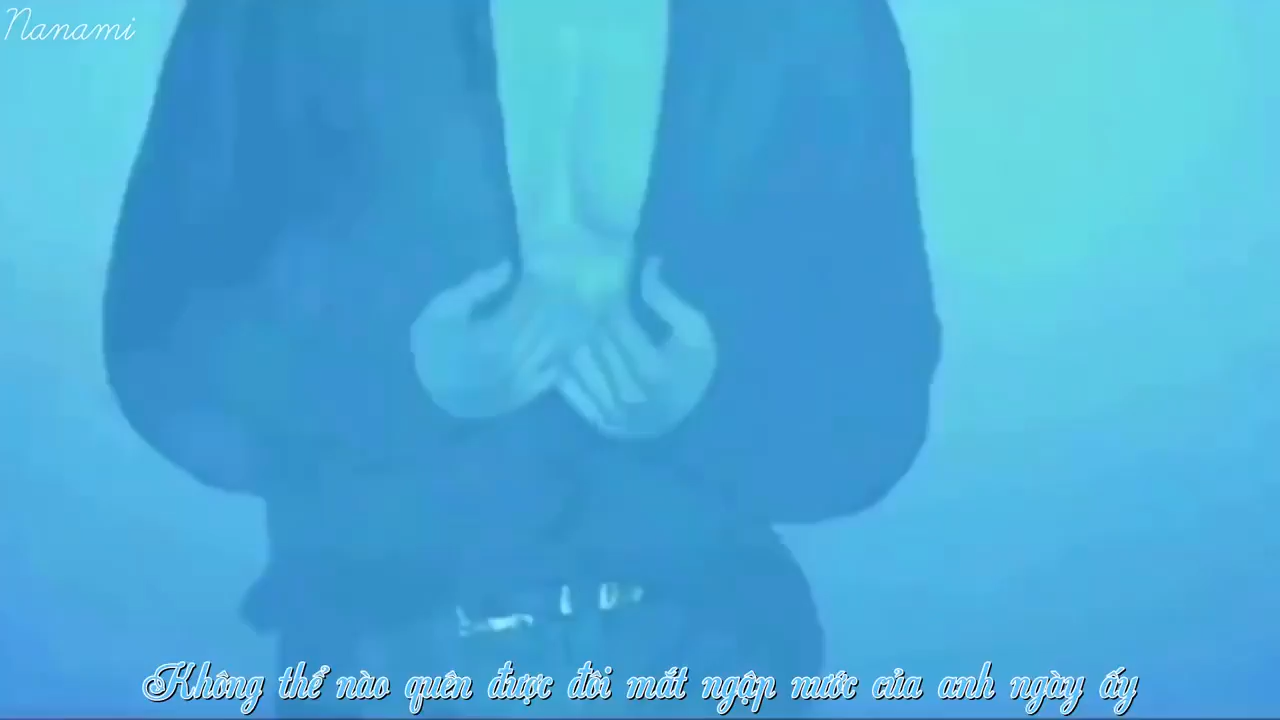 Nanami
Không thể nào quên được đôi mắt ngập nước của anh ngày ấy